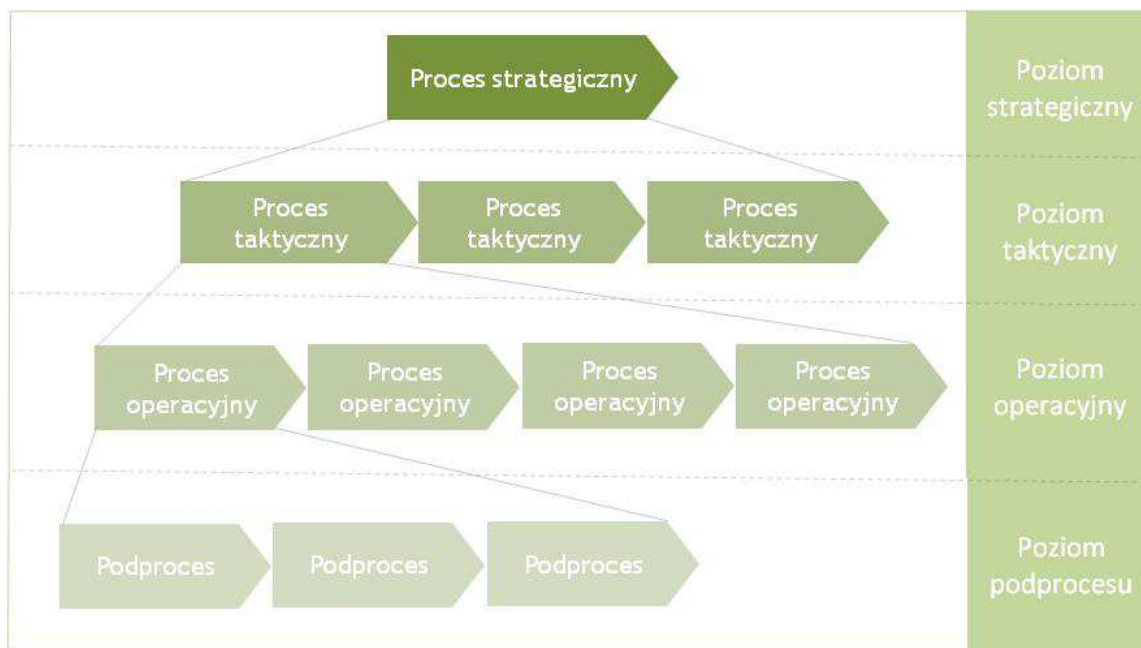 Proces strategiczny
Poziom
strategiczny
Proces
taktyczny
Proces
taktyczny
Proces
taktyczny
Poziom
taktyczny
Proces
operacyjny
Proces
operacyjny
Proces
operacyjny
Proces
operacyjny
Poziom
operacyjny
Podproces
Podproces
Podproces
Poziom
podprocesu